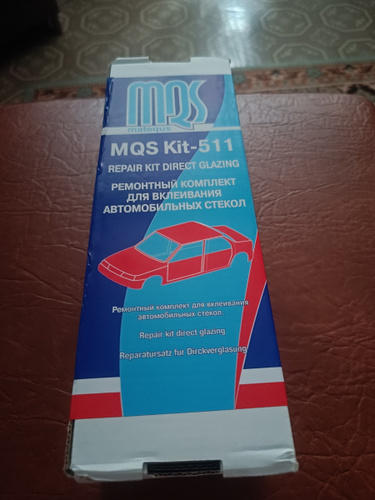 MQS
matequs
MQS Kit-511
REPAIR KIT DIRECT GLAZING
РЕМОНТНЫЙ КОМПЛЕКТ
ДЛЯ ВКЛЕИВАНИЯ
АВТОМОБИЛЬНЫХ СТЕКОЛ
Ремонтный комплект для вклеивания
автомобильных стекол.
Repair kit direct glazing
Reparatursatz fur Dirckverglasung